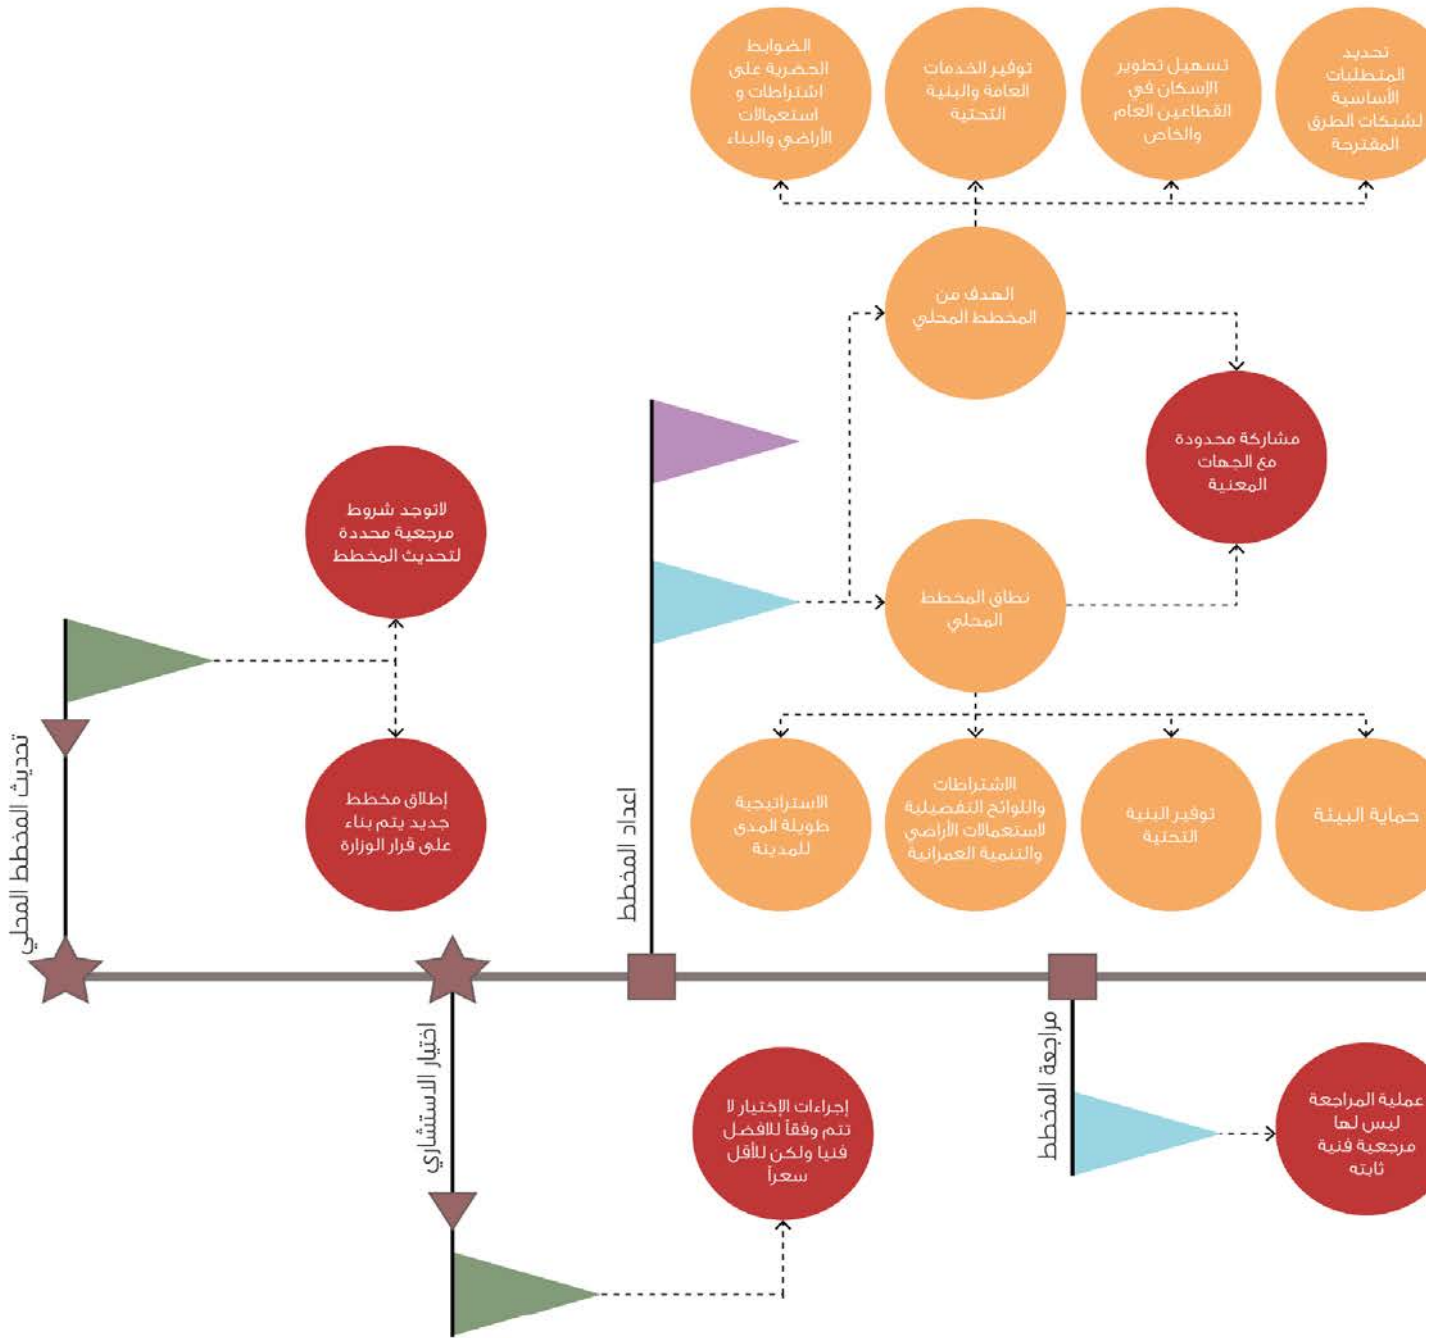 الضوابط
الحضرية على
اشتراطات و
استعمالات
الأراضي والبناء
توفير الخدمات
العامة والبنية
التحتية
تسهيل تطوير
الإسكان في
القطاعين العام
والخاص
تحديد
المتطلبات
الأساسية
لشبكات الطرق
المقترحة
الهدف من
المخطط المحلي
مشاركة محدودة
مع الجهات
المعنية
نطاق المخطط
المحلي
لاتوجد شروط
مرجعية محددة
لتحديث المخطط
إطلاق مخطط
جديد يتم بناء
على قرار الوزارة
الاستراتيجية
طويلة المدى
للمدينة
الاشتراطات
واللوائح التفصيلية
لاستعمالات الأراضي
والتنمية العمرانية
توفير البنية
التحتية
حماية البيئة
تحديث المخطط المحلي
اعداد المخطط
اختيار الاستشاري
مراجعة المخطط
إجراءات الإختيار لا
تتم وفقاً للافضل
فنيا ولكن للأقل
سعراً
عملية المراجعة
ليس لها
مرجعية فنية
ثابته